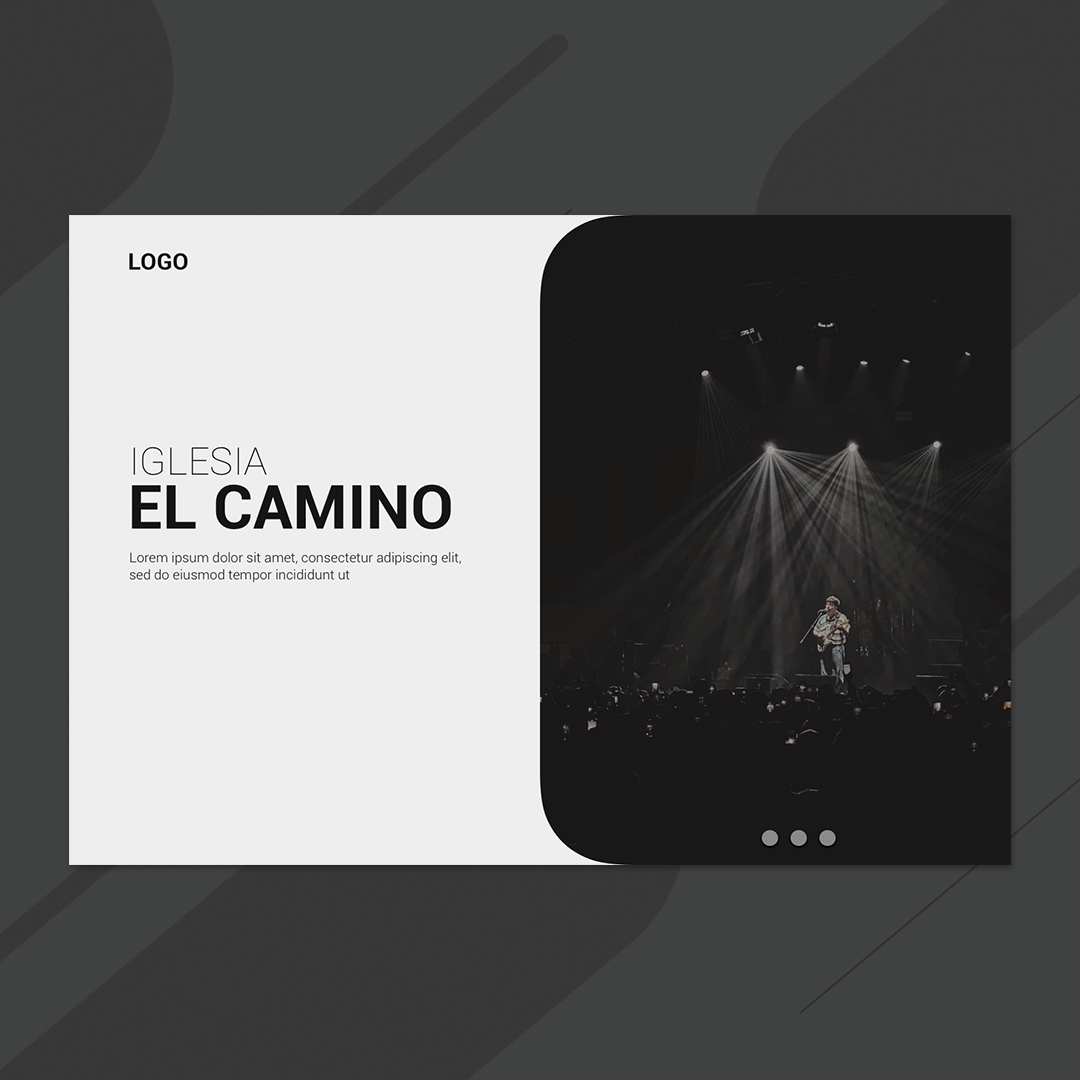 LOGO
IGLESIA
EL CAMINO
Lorem ipsum dolor sit amet, consectetur adipiscing elit,
sed do eiusmod tempor incididunt ut